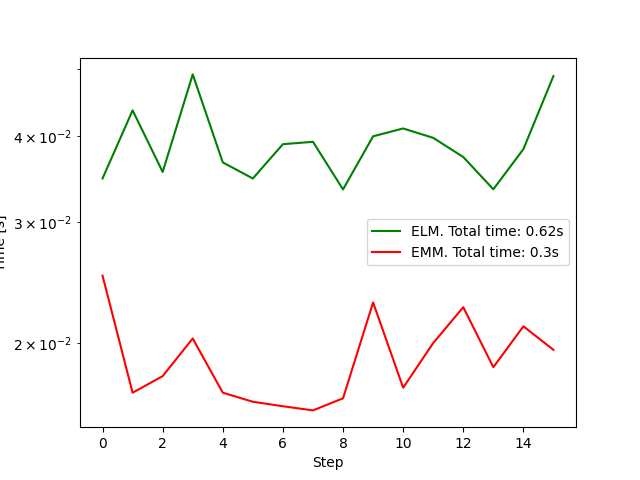 4 × 10⁻²
3 × 10⁻²
2 × 10⁻²
Time [s]
ELM. Total time: 0.62s
EMM. Total time: 0.3s
0 2 4 6 8 10 12 14
Step